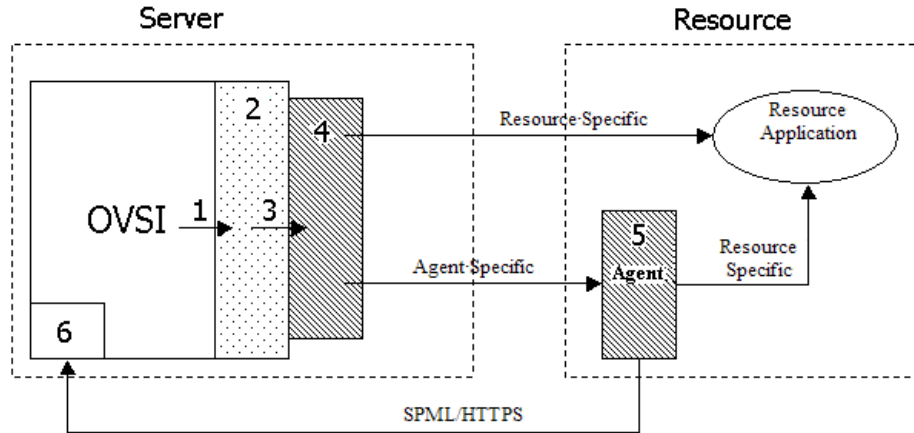 Server
Resource
2
4
Resource·Specific
Resource
Application
OVSI
1
3
5
Agent
Agent·Specific
Resource
Specific
6
SPML/HTTPS